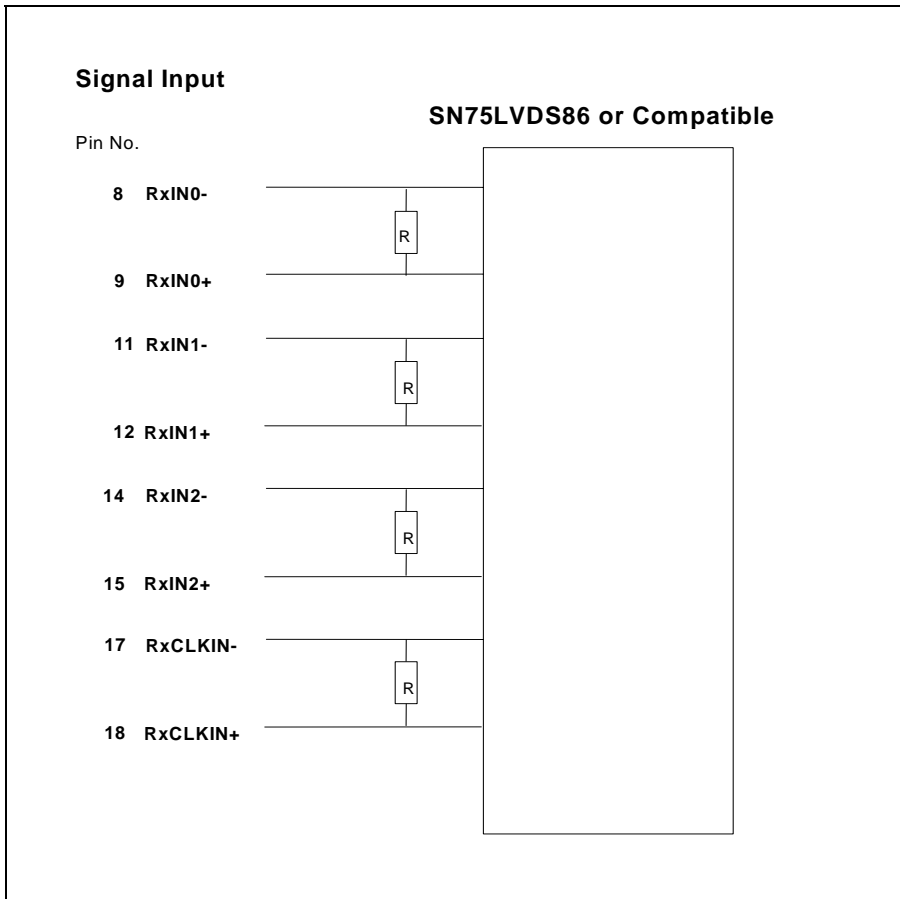 Signal Input
SN75LVDS86 or Compatible
Pin No.
8 RxIN0-
R
9 RxIN0+
11 RxIN1-
R
12 RxIN1+
14 RxIN2-
R
15 RxIN2+
17 RxCLKIN-
R
18 RxCLKIN+